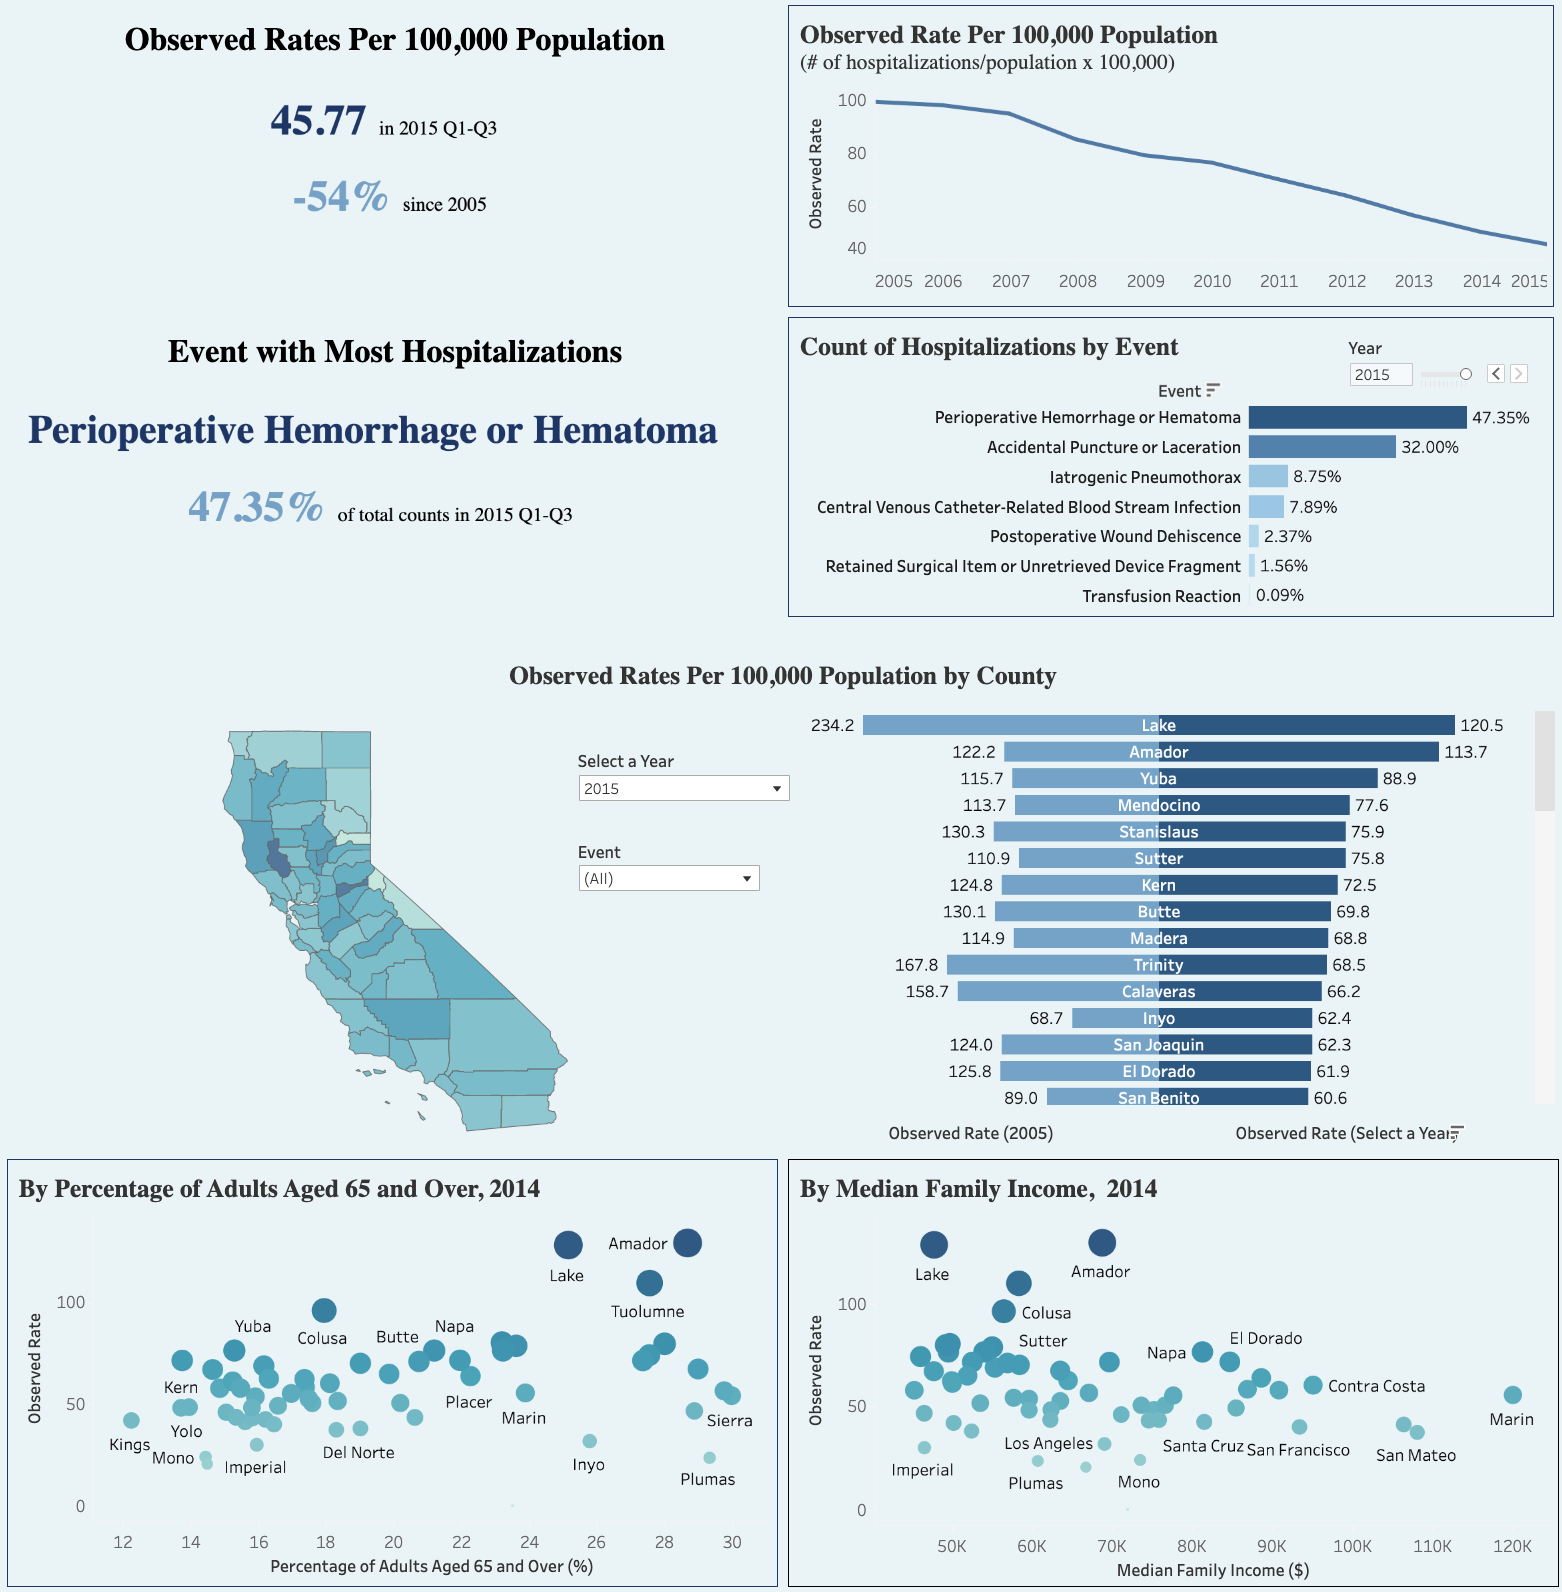 Observed Rates Per 100,000 Population
45.77 in 2015 Q1-Q3
-54% since 2005
Observed Rate Per 100,000 Population
(# of hospitalizations/population x 100,000)
Observed Rate
100
80
60
40
2005 2006 2007 2008 2009 2010 2011 2012 2013 2014 2015
Event with Most Hospitalizations
Perioperative Hemorrhage or Hematoma
47.35% of total counts in 2015 Q1-Q3
Count of Hospitalizations by Event
Year
2015
Event
Perioperative Hemorrhage or Hematoma 47.35%
Accidental Puncture or Laceration 32.00%
Iatrogenic Pneumothorax 8.75%
Central Venous Catheter-Related Blood Stream Infection 7.89%
Postoperative Wound Dehiscence 2.37%
Retained Surgical Item or Unretrieved Device Fragment 1.56%
Transfusion Reaction 0.09%
Observed Rates Per 100,000 Population by County
Select a Year
2015
Event
(All)
234.2 Lake 120.5
122.2 Amador 113.7
115.7 Yuba 88.9
113.7 Mendocino 77.6
130.3 Stanislaus 75.9
110.9 Sutter 75.8
124.8 Kern 72.5
130.1 Butte 69.8
114.9 Madera 68.8
167.8 Trinity 68.5
158.7 Calaveras 66.2
68.7 Inyo 62.4
124.0 San Joaquin 62.3
125.8 El Dorado 61.9
89.0 San Benito 60.6
Observed Rate (2005) Observed Rate (Select a Year)
By Percentage of Adults Aged 65 and Over, 2014
Observed Rate
100
50
0
Amador
Lake
Tuolumne
Yuba
Colusa
Butte
Napa
Kern
Placer
Marin
Sierra
Yolo
Kings
Mono
Imperial
Del Norte
Inyo
Plumas
12 14 16 18 20 22 24 26 28 30
Percentage of Adults Aged 65 and Over (%)
By Median Family Income, 2014
Observed Rate
100
50
0
Lake
Amador
Colusa
Sutter
Napa
El Dorado
Contra Costa
Marin
Los Angeles
Santa Cruz
San Francisco
San Mateo
Imperial
Plumas
Mono
50K 60K 70K 80K 90K 100K 110K 120K
Median Family Income ($)